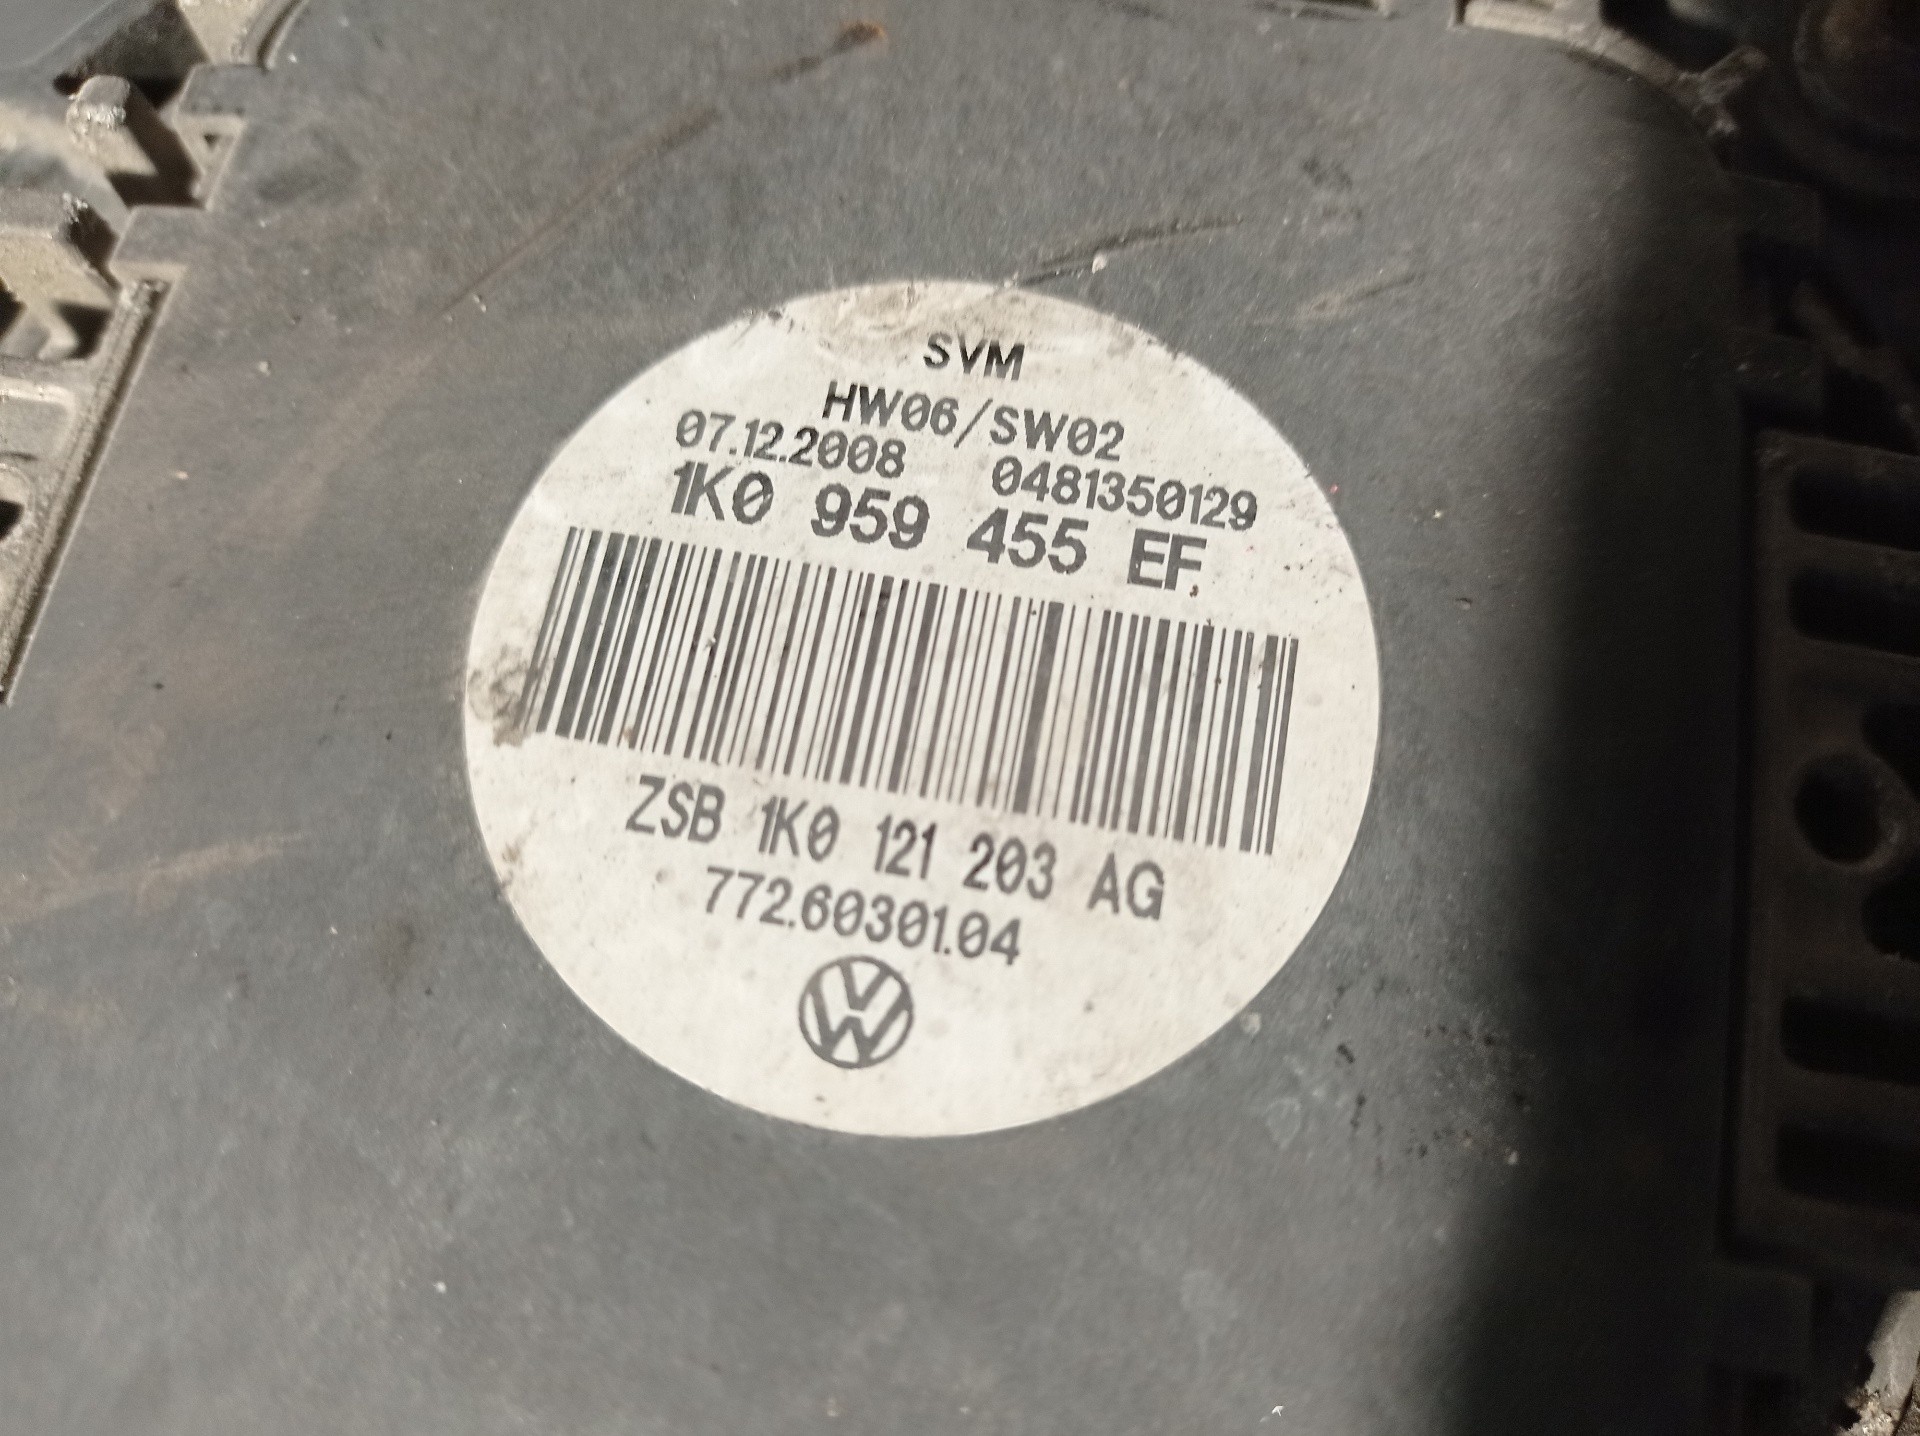 SVM
HW06/SW02
07.12.2008 0481350129
1K0 959 455 EF
ZSB 1K0 121 203 AG
772.60301.04